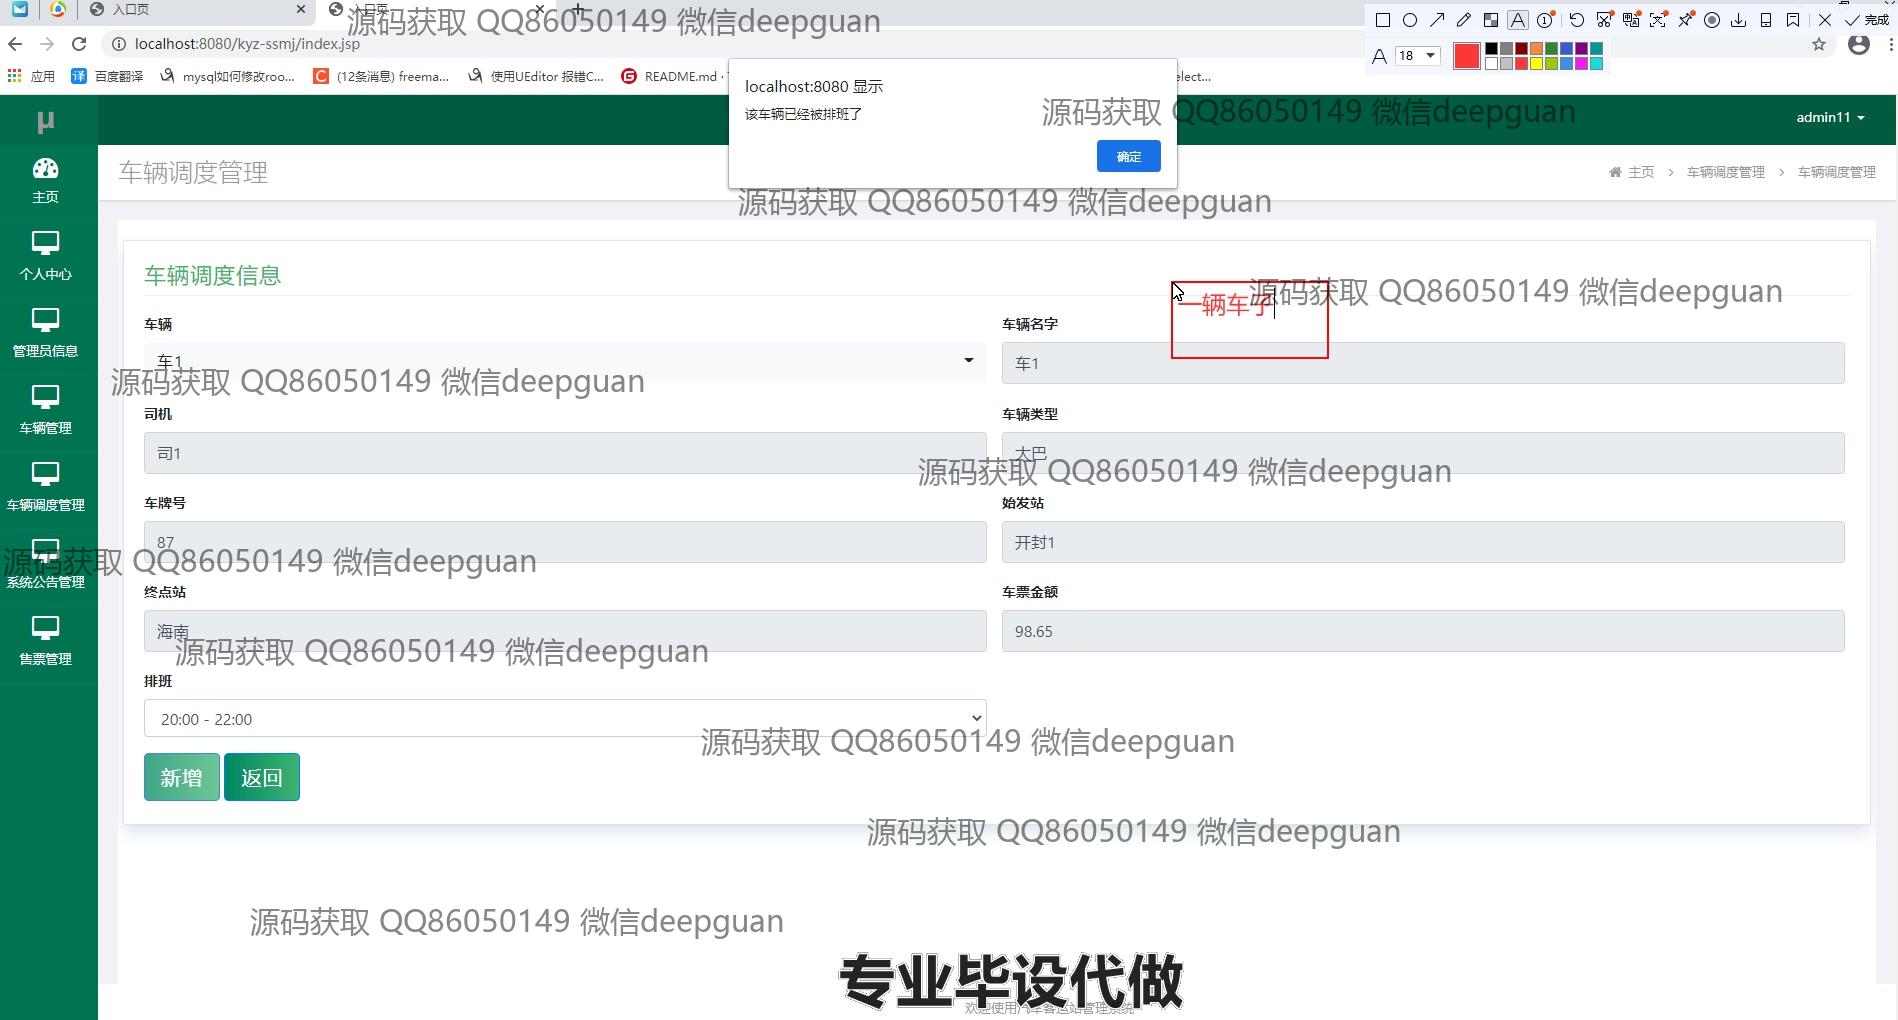 入口页
入口页
源码获取 QQ86050149 微信deepguan
完成
localhost:8080/kyz-ssmj/index.jsp
18
应用
百度翻译
mysql如何修改roo...
(12条消息) freema...
使用UEditor 报错C...
README.md ·
elect...
localhost:8080 显示
该车辆已经被排班了
确定
源码获取 QQ86050149 微信deepguan
admin11
μ
主页
车辆调度管理
主页
车辆调度管理
车辆调度管理
源码获取 QQ86050149 微信deepguan
个人中心
车辆调度信息
一辆车
源码获取 QQ86050149 微信deepguan
车辆
车辆名字
管理员信息
车1
车1
源码获取 QQ86050149 微信deepguan
司机
车辆类型
车辆管理
司1
大巴
源码获取 QQ86050149 微信deepguan
车牌号
始发站
车辆调度管理
87
开封1
源码获取 QQ86050149 微信deepguan
系统公告管理
终点站
车票金额
海南
98.65
源码获取 QQ86050149 微信deepguan
售票管理
排班
20:00 - 22:00
源码获取 QQ86050149 微信deepguan
新增
返回
源码获取 QQ86050149 微信deepguan
源码获取 QQ86050149 微信deepguan
专业毕设代做
欢迎使用汽车客运站管理系统